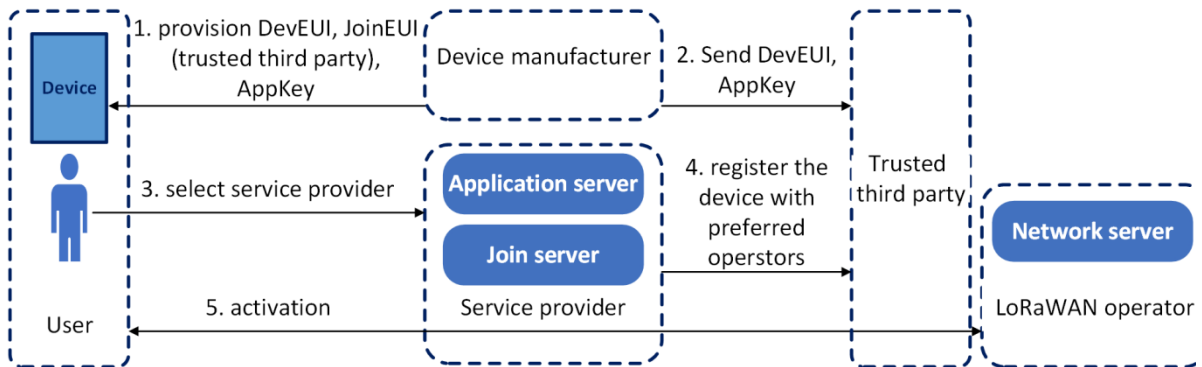 1. provision DevEUI, JoinEUI
(trusted third party),
AppKey
Device
Device manufacturer
2. Send DevEUI,
AppKey
3. select service provider
Application server
Join server
Service provider
4. register the
device with
preferred
operstors
Trusted
third party
Network server
LoRaWAN operator
5. activation
User